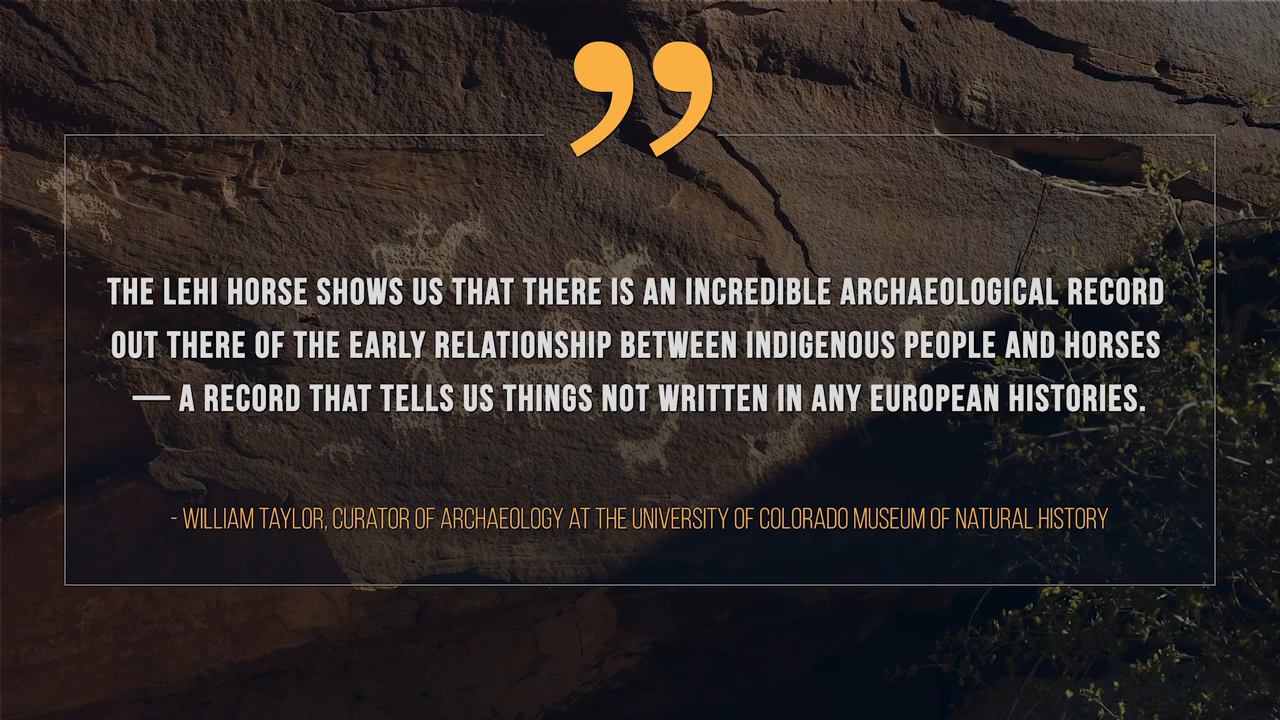 ”
THE LEHI HORSE SHOWS US THAT THERE IS AN INCREDIBLE ARCHAEOLOGICAL RECORD
OUT THERE OF THE EARLY RELATIONSHIP BETWEEN INDIGENOUS PEOPLE AND HORSES
— A RECORD THAT TELLS US THINGS NOT WRITTEN IN ANY EUROPEAN HISTORIES.
- WILLIAM TAYLOR, CURATOR OF ARCHAEOLOGY AT THE UNIVERSITY OF COLORADO MUSEUM OF NATURAL HISTORY